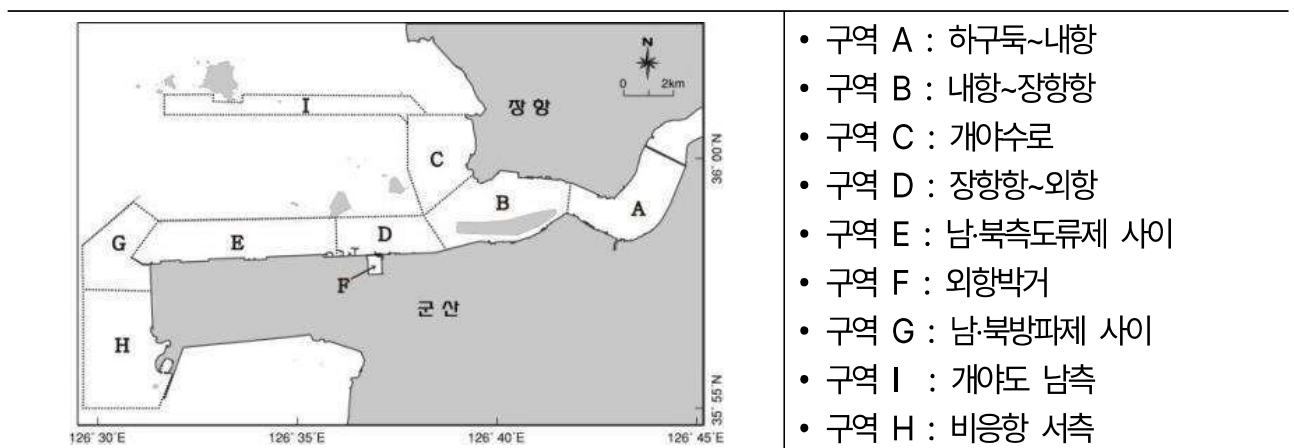 N
0 2km
장항
I
C
B
A
G
E
D
F
군산
H
36° 00′ N
35° 55′ N
126° 30′E
126° 35′E
126° 40′E
126° 45′E
• 구역 A : 하구둑~내항
• 구역 B : 내항~장항항
• 구역 C : 개야수로
• 구역 D : 장항항~외항
• 구역 E : 남·북측도류제 사이
• 구역 F : 외항박거
• 구역 G : 남·북방파제 사이
• 구역 I : 개야도 남측
• 구역 H : 비응항 서측